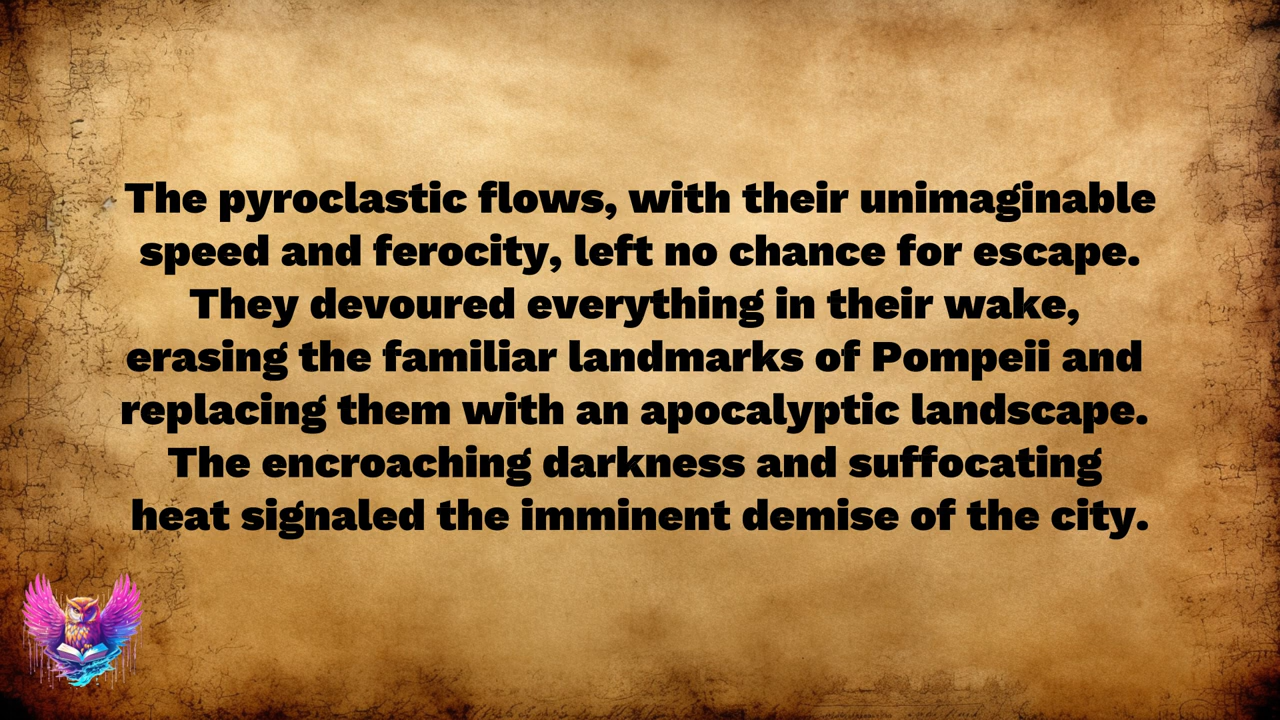 The pyroclastic flows, with their unimaginable
speed and ferocity, left no chance for escape.
They devoured everything in their wake,
erasing the familiar landmarks of Pompeii and
replacing them with an apocalyptic landscape.
The encroaching darkness and suffocating
heat signaled the imminent demise of the city.